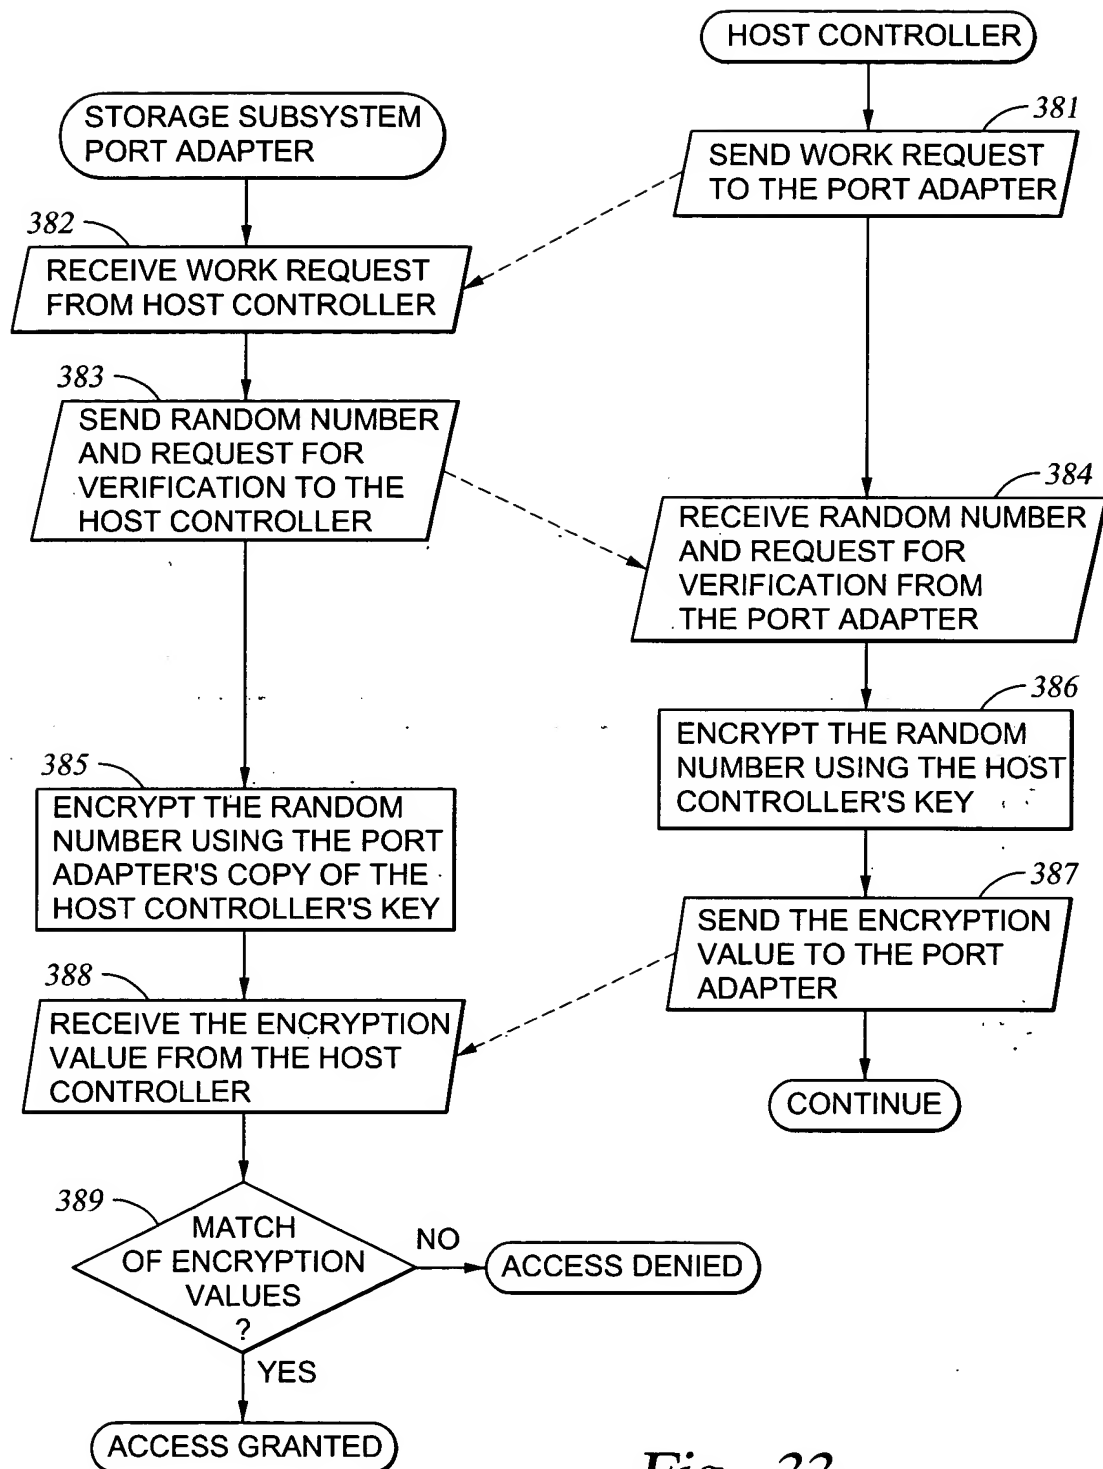 HOST CONTROLLER
381
SEND WORK REQUEST
TO THE PORT ADAPTER
STORAGE SUBSYSTEM
PORT ADAPTER
382
RECEIVE WORK REQUEST
FROM HOST CONTROLLER
383
SEND RANDOM NUMBER
AND REQUEST FOR
VERIFICATION TO THE
HOST CONTROLLER
384
RECEIVE RANDOM NUMBER
AND REQUEST FOR
VERIFICATION FROM
THE PORT ADAPTER
386
ENCRYPT THE RANDOM
NUMBER USING THE HOST
CONTROLLER'S KEY
385
ENCRYPT THE RANDOM
NUMBER USING THE PORT
ADAPTER'S COPY OF THE
HOST CONTROLLER'S KEY
387
SEND THE ENCRYPTION
VALUE TO THE PORT
ADAPTER
388
RECEIVE THE ENCRYPTION
VALUE FROM THE HOST
CONTROLLER
CONTINUE
389
MATCH
OF ENCRYPTION
VALUES
?
NO
ACCESS DENIED
YES
ACCESS GRANTED